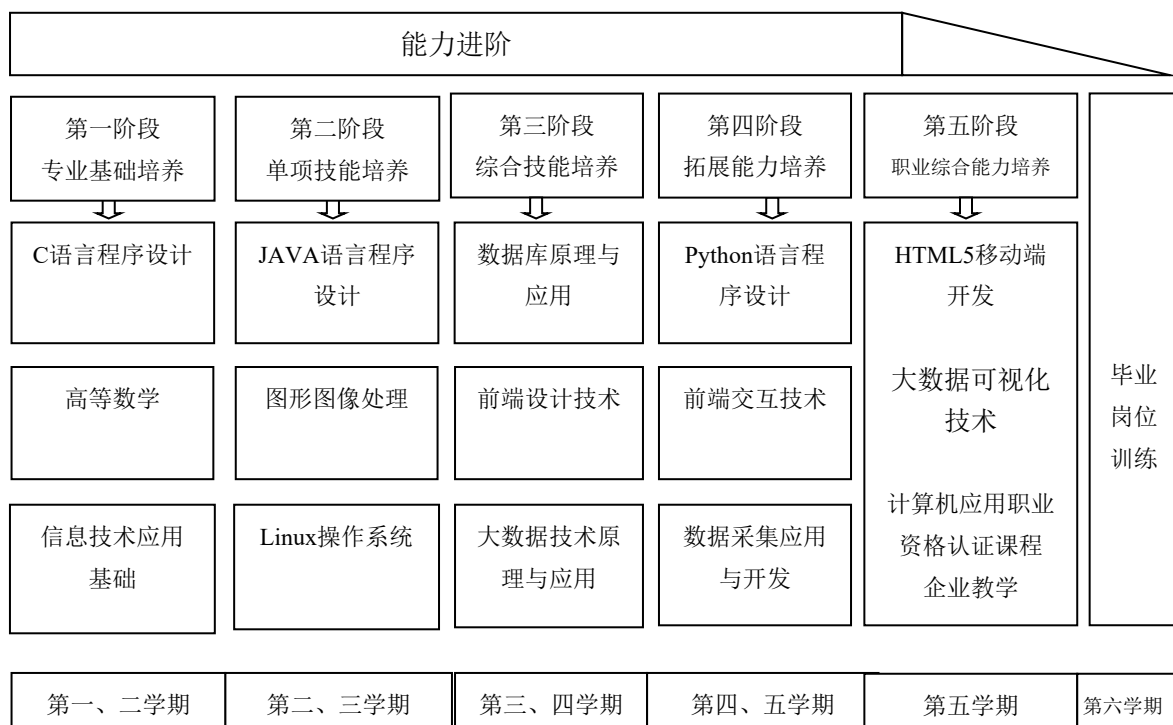 能力进阶
第一阶段
专业基础培养
第二阶段
单项技能培养
第三阶段
综合技能培养
第四阶段
拓展能力培养
第五阶段
职业综合能力培养
C语言程序设计
JAVA语言程序
设计
数据库原理与
应用
Python语言程
序设计
HTML5移动端
开发
高等数学
图形图像处理
前端设计技术
前端交互技术
大数据可视化
技术
信息技术应用
基础
Linux操作系统
大数据技术原
理与应用
数据采集应用
与开发
计算机应用职业
资格认证课程
企业教学
毕业
岗位
训练
第一、二学期
第二、三学期
第三、四学期
第四、五学期
第五学期
第六学期